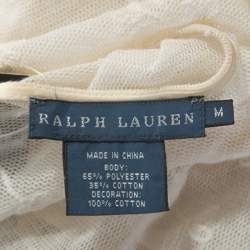 RALPH LAUREN M
MADE IN CHINA
BODY:
65% POLYESTER
35% COTTON
DECORATION:
100% COTTON